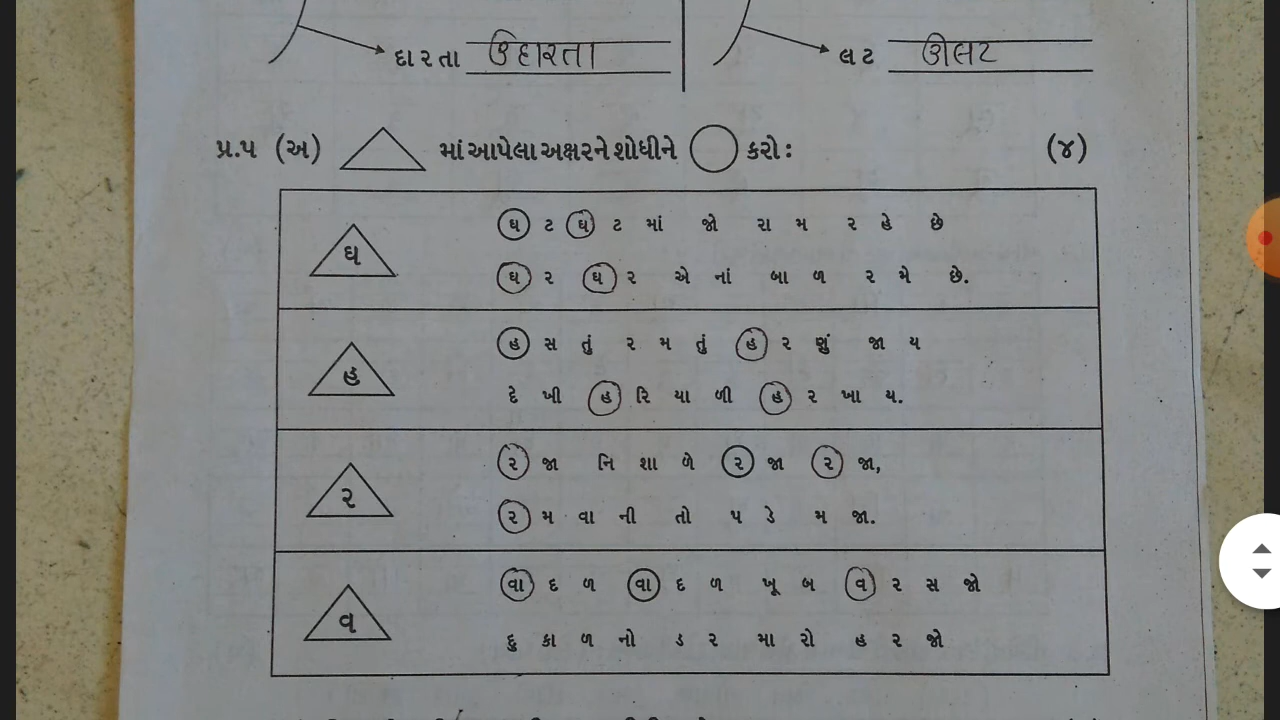 દારતા ઉદારતા
લટ ઊલટ
પ્ર.૫ (અ) માં આપેલા અક્ષરને શોધીને કરો : (૪)
ઘ
ઘ ટ ઘ ટ માં જો રા મ ર હે છે
ઘ ર ઘ ર એ નાં બા ળ ર મે છે.
હ
હ સ તું ર મ તું હ ર ણું જા ય
દે ખી હ રિ યા ળી હ ર ખા ય.
ર
ર જા નિ શા ળે ર જા ર જા,
ર મ વા ની તો પ ડે મ જા.
વ
વા દ ળ વા દ ળ ખૂ બ વ ર સ જો
દુ કા ળ નો ડ ર મા રો હ ર જો